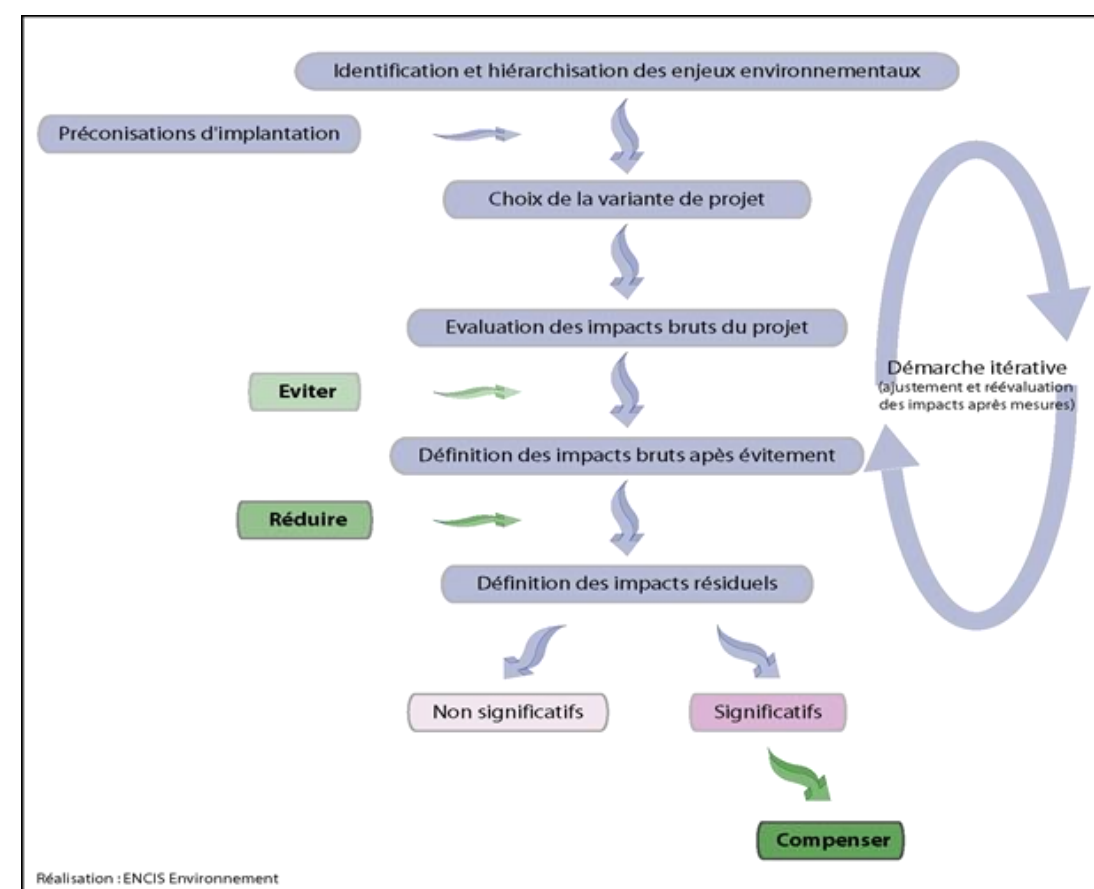 Identification et hiérarchisation des enjeux environnementaux
Préconisations d'implantation
Choix de la variante de projet
Evaluation des impacts bruts du projet
Démarche itérative
(ajustement et réévaluation
des impacts après mesures)
Eviter
Définition des impacts bruts apès évitement
Réduire
Définition des impacts résiduels
Non significatifs
Significatifs
Compenser
Réalisation : ENCIS Environnement